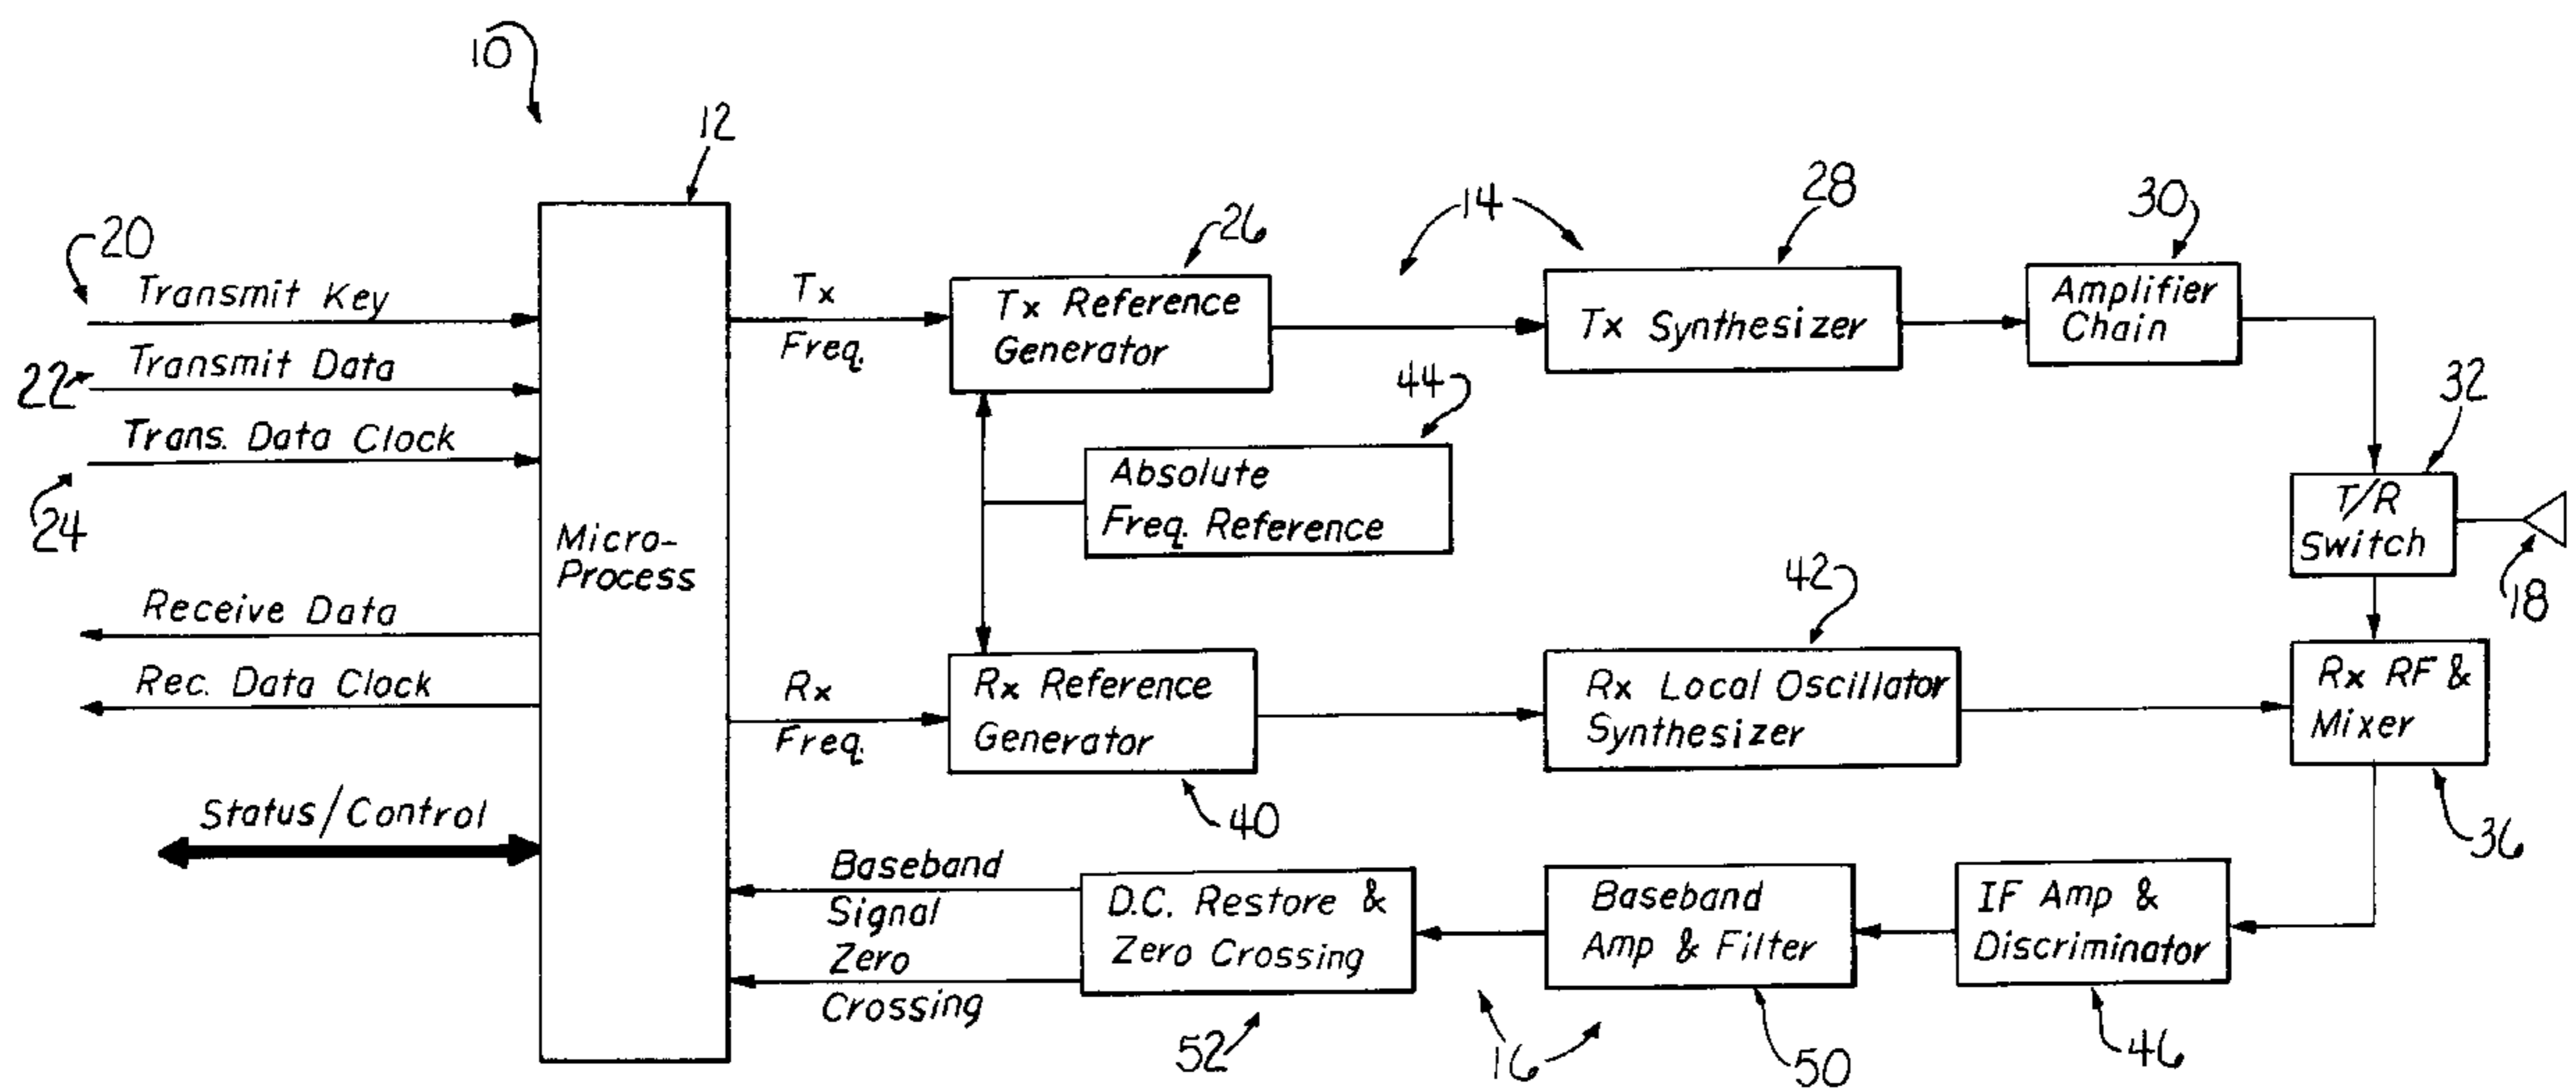 10
12
20
Transmit Key
22
Transmit Data
Trans. Data Clock
24
Receive Data
Rec. Data Clock
Status/Control
Micro-
Process
Tx
Freq.
26
Tx Reference
Generator
14
28
Tx Synthesizer
30
Amplifier
Chain
44
Absolute
Freq. Reference
32
T/R
Switch
18
Rx
Freq.
Rx Reference
Generator
40
42
Rx Local Oscillator
Synthesizer
Rx RF &
Mixer
36
Baseband
Signal
Zero
Crossing
D.C. Restore &
Zero Crossing
52
16
Baseband
Amp & Filter
50
IF Amp &
Discriminator
46